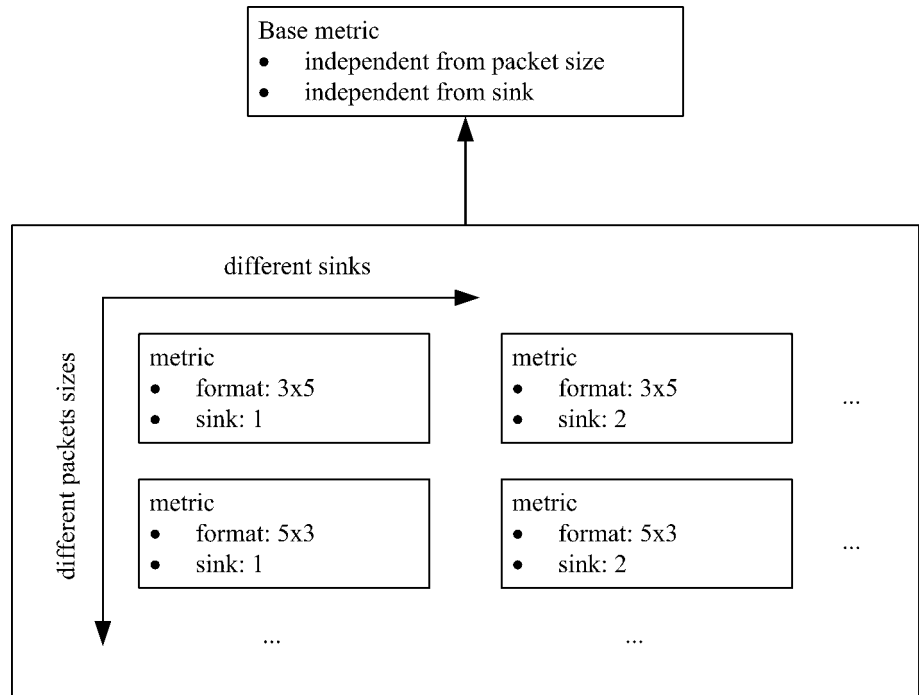 Base metric
• independent from packet size
• independent from sink
different sinks
different packets sizes
metric
• format: 3x5
• sink: 1
metric
• format: 3x5
• sink: 2
...
metric
• format: 5x3
• sink: 1
metric
• format: 5x3
• sink: 2
...
...
...